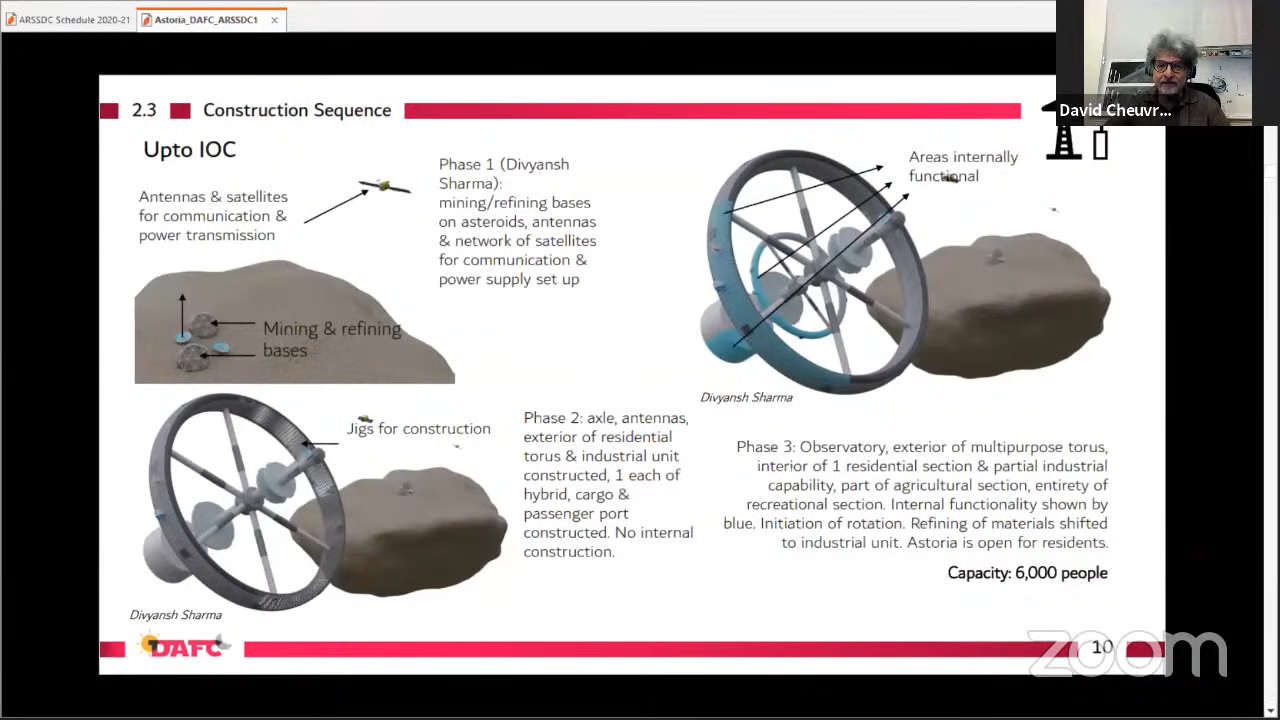 ARSSDC Schedule 2020-21
Astoria_DAFC_ARSSDC1
David Cheuvr...
2.3
Construction Sequence
Upto IOC
Antennas & satellites
for communication &
power transmission
Phase 1 (Divyansh
Sharma):
mining/refining bases
on asteroids, antennas
& network of satellites
for communication &
power supply set up
Mining & refining
bases
Areas internally
functional
Divyansh Sharma
Jigs for construction
Phase 2: axle, antennas,
exterior of residential
torus & industrial unit
constructed, 1 each of
hybrid, cargo &
passenger port
constructed. No internal
construction.
Divyansh Sharma
Phase 3: Observatory, exterior of multipurpose torus,
interior of 1 residential section & partial industrial
capability, part of agricultural section, entirety of
recreational section. Internal functionality shown by
blue. Initiation of rotation. Refining of materials shifted
to industrial unit. Astoria is open for residents.
Capacity: 6,000 people
DAFC
10
zoom